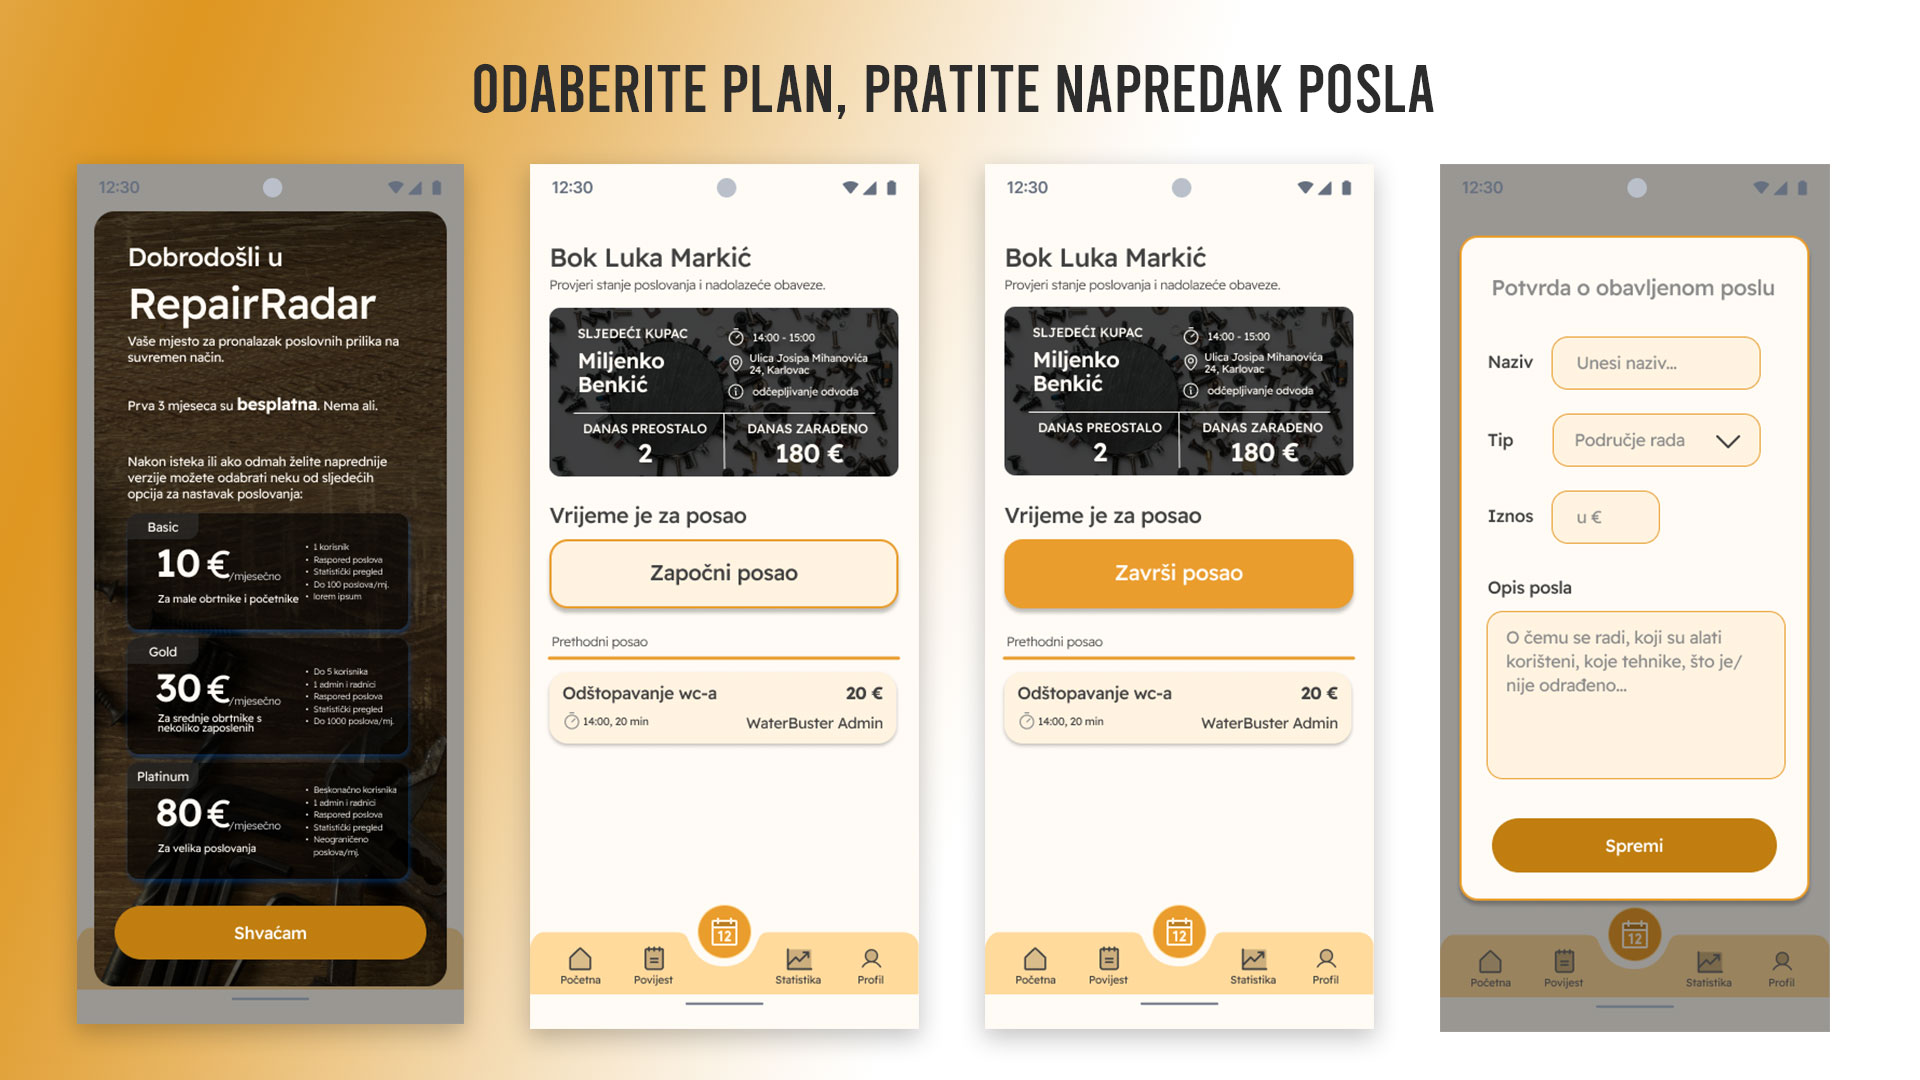 ODABERITE PLAN, PRATITE NAPREDAK POSLA
12:30
Dobrodošli u
RepairRadar
Vaše mjesto za pronalazak poslovnih prilika na
suvremen način.
Prva 3 mjeseca su besplatna. Nema ali.
Nakon isteka ili ako odmah želite naprednije
verzije možete odabrati neku od sljedećih
opcija za nastavak poslovanja:
Basic
10 €/mjesečno
Za male obrtnike i početnike
• 1 korisnik
• Raspored poslova
• Statistički pregled
• Do 100 poslova/mj.
• lorem ipsum
Gold
30 €/mjesečno
Za srednje obrtnike s
nekoliko zaposlenih
• Do 5 korisnika
• 1 admin i radnici
• Raspored poslova
• Statistički pregled
• Do 1000 poslova/mj.
Platinum
80 €/mjesečno
Za velika poslovanja
• Beskonačno korisnika
• 1 admin i radnici
• Raspored poslova
• Statistički pregled
• Neograničeno
poslova/mj.
Shvaćam
12:30
Bok Luka Markić
Provjeri stanje poslovanja i nadolazeće obaveze.
SLJEDEĆI KUPAC
Miljenko
Benkić
14:00 - 15:00
Ulica Josipa Mihanovića
24, Karlovac
odčepljivanje odvoda
DANAS PREOSTALO
2
DANAS ZARAĐENO
180 €
Vrijeme je za posao
Započni posao
Prethodni posao
Odštopavanje wc-a
20 €
14:00, 20 min
WaterBuster Admin
12
Početna
Povijest
Statistika
Profil
12:30
Bok Luka Markić
Provjeri stanje poslovanja i nadolazeće obaveze.
SLJEDEĆI KUPAC
Miljenko
Benkić
14:00 - 15:00
Ulica Josipa Mihanovića
24, Karlovac
odčepljivanje odvoda
DANAS PREOSTALO
2
DANAS ZARAĐENO
180 €
Vrijeme je za posao
Završi posao
Prethodni posao
Odštopavanje wc-a
20 €
14:00, 20 min
WaterBuster Admin
12
Početna
Povijest
Statistika
Profil
12:30
Potvrda o obavljenom poslu
Naziv
Unesi naziv...
Tip
Područje rada
Iznos
u €
Opis posla
O čemu se radi, koji su alati
korišteni, koje tehnike, što je/
nije odrađeno...
Spremi
12
Početna
Povijest
Statistika
Profil